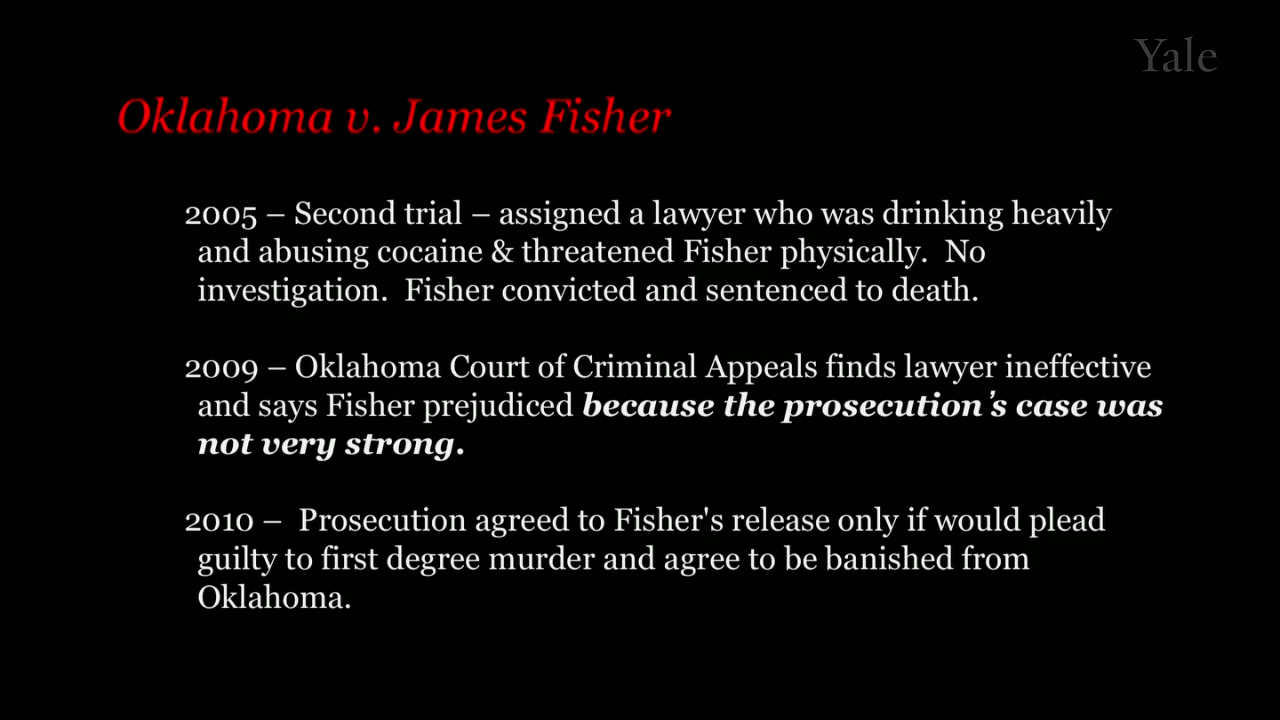 Yale
Oklahoma v. James Fisher
2005 – Second trial – assigned a lawyer who was drinking heavily
and abusing cocaine & threatened Fisher physically.  No
investigation.  Fisher convicted and sentenced to death.
2009 – Oklahoma Court of Criminal Appeals finds lawyer ineffective
and says Fisher prejudiced because the prosecution’s case was
not very strong.
2010 –  Prosecution agreed to Fisher's release only if would plead
guilty to first degree murder and agree to be banished from
Oklahoma.